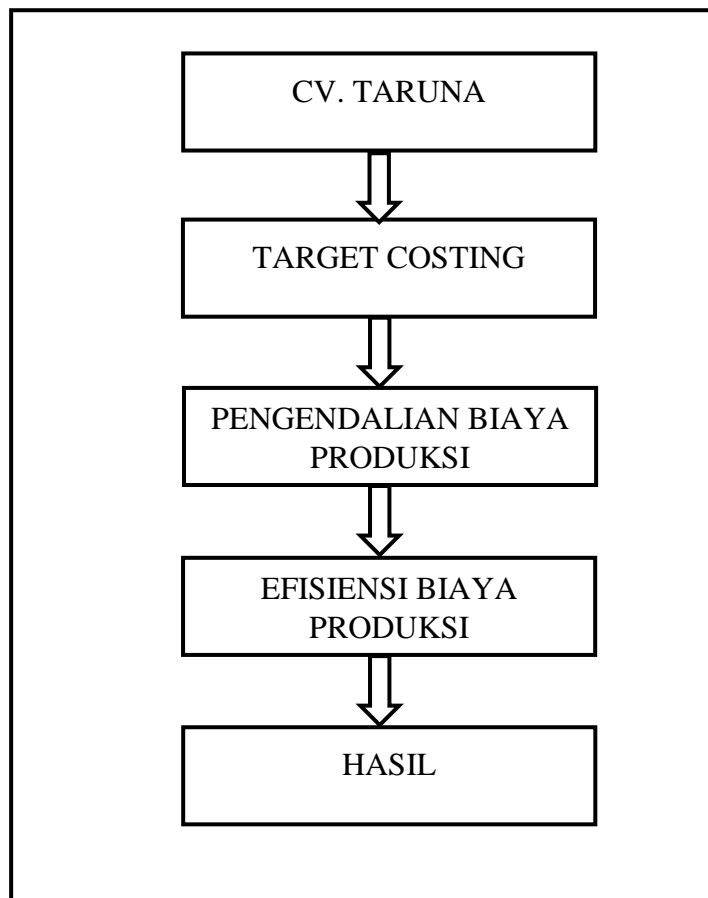 CV. TARUNA
TARGET COSTING
PENGENDALIAN BIAYA
PRODUKSI
EFISIENSI BIAYA
PRODUKSI
HASIL